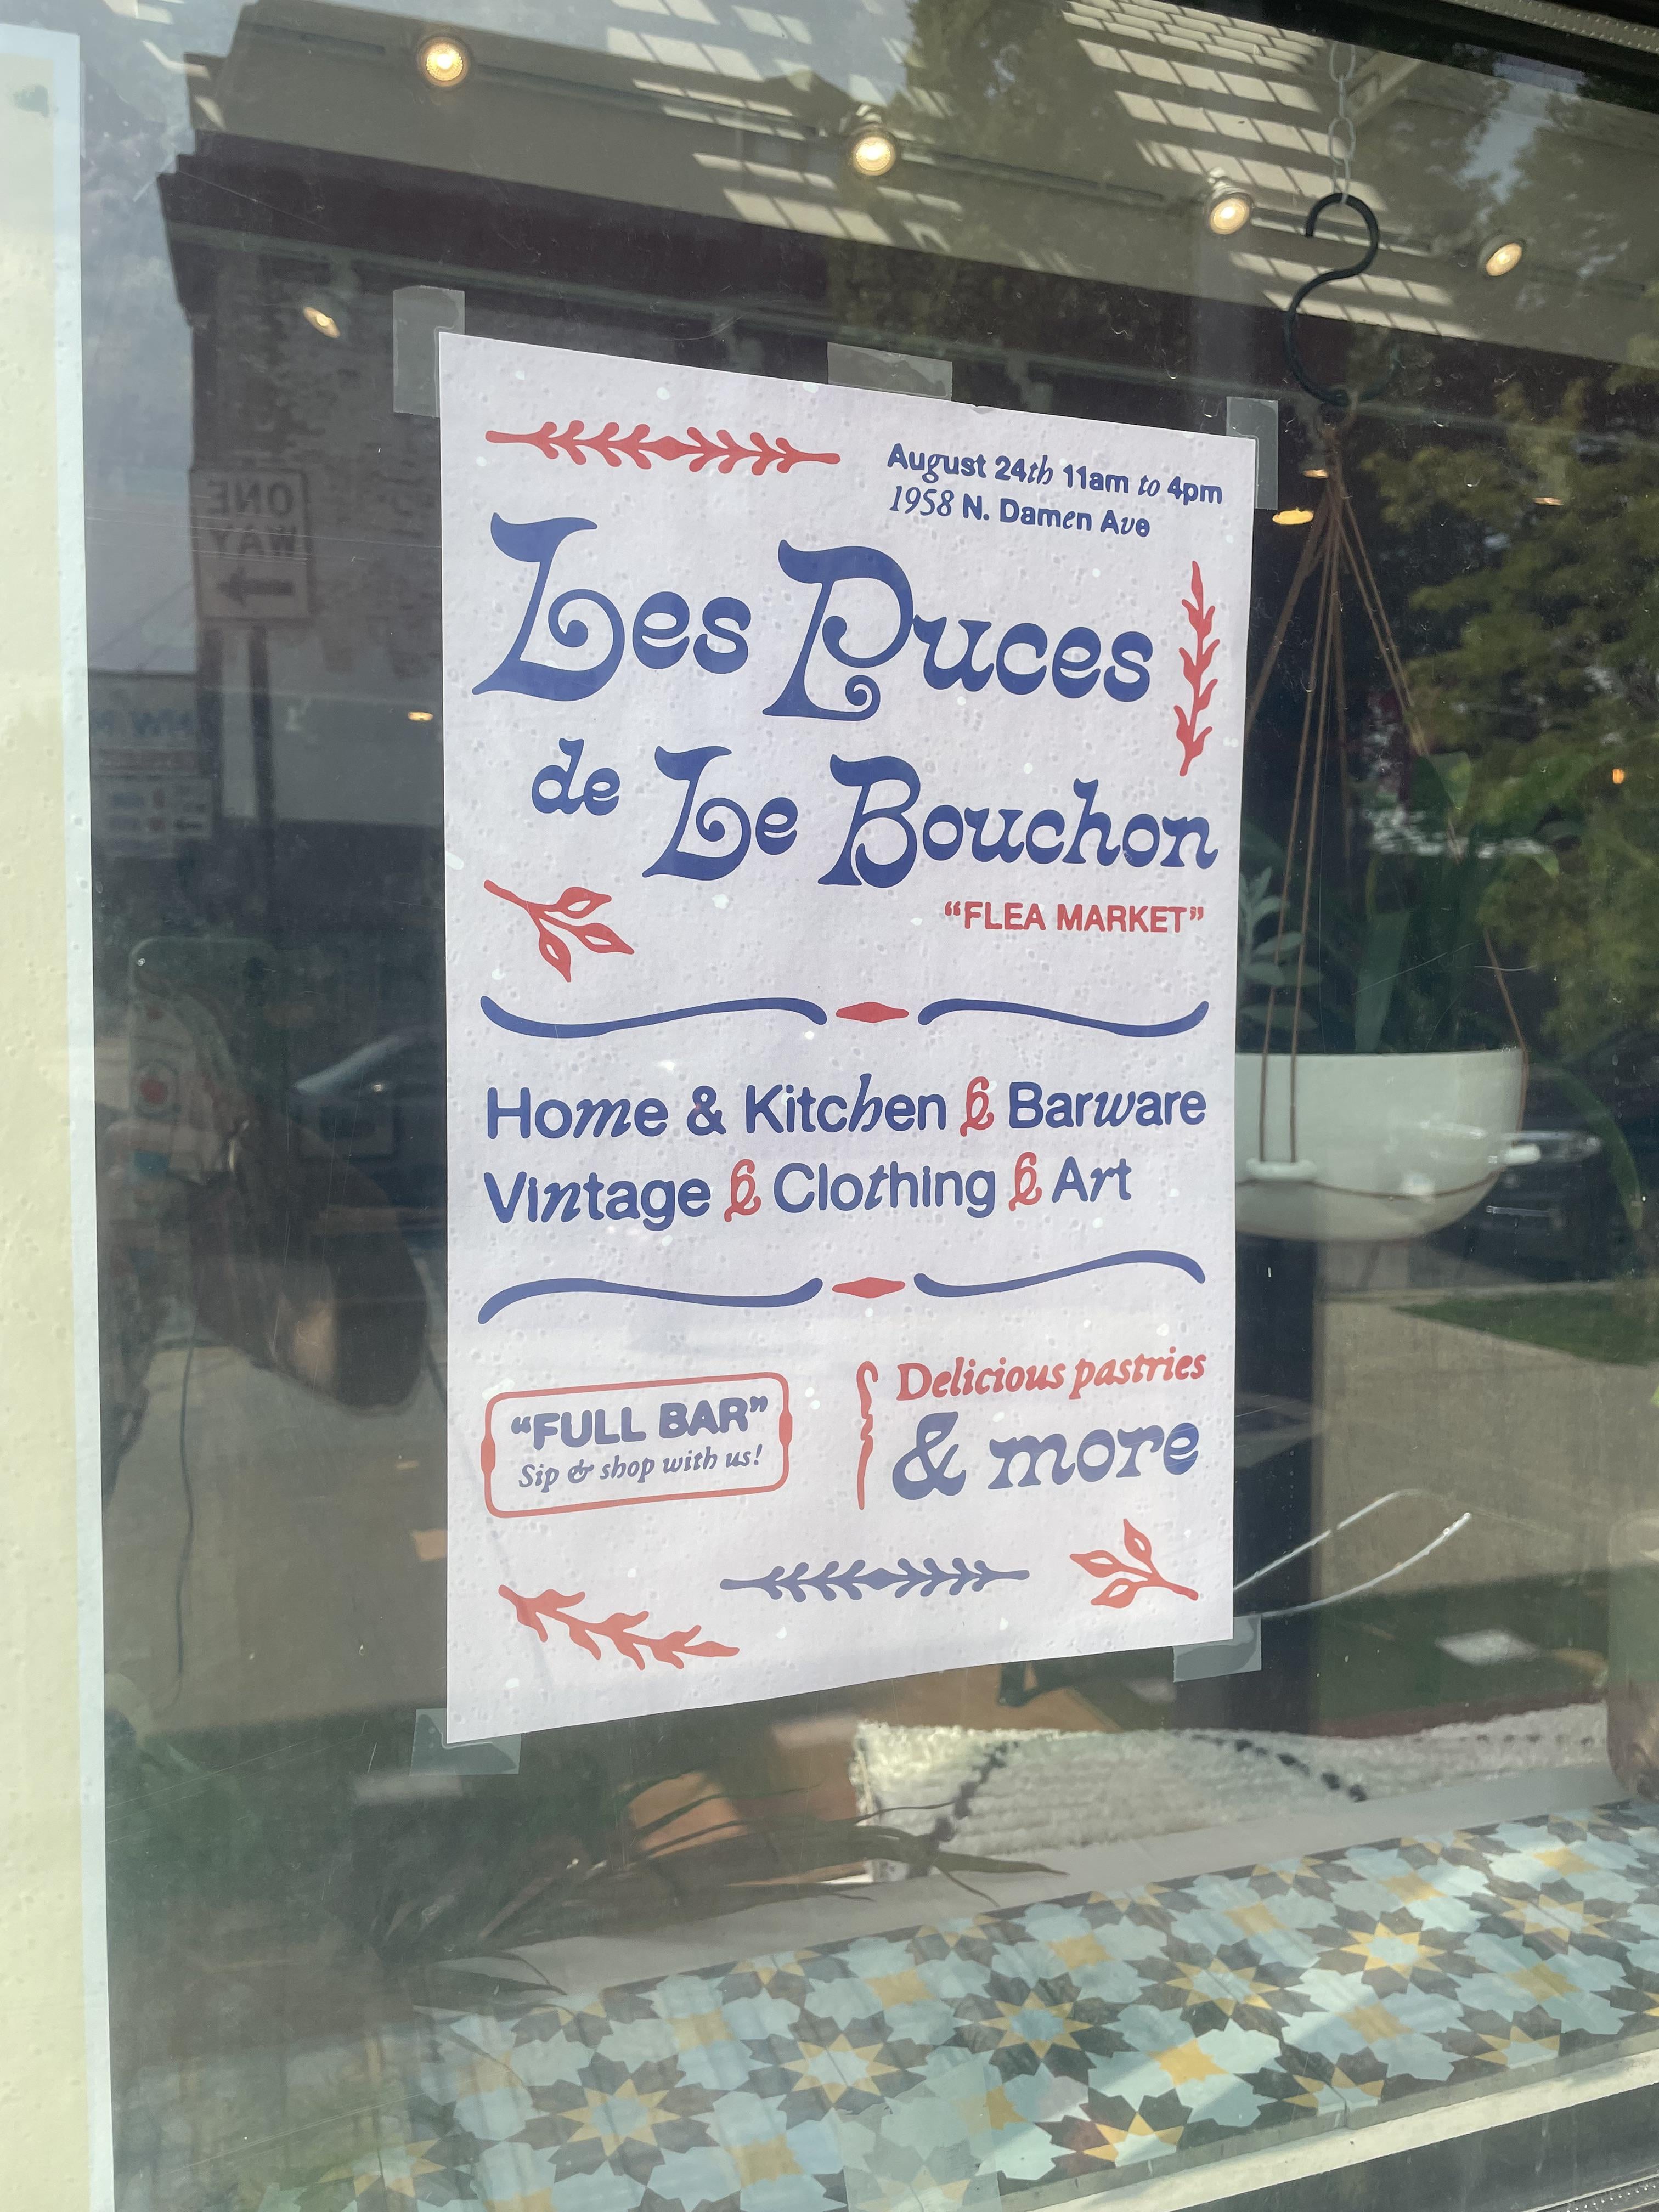 August 24th 11am to 4pm
1958 N. Damen Ave
Les Puces
de Le Bouchon
“FLEA MARKET”
Home & Kitchen & Barware
Vintage & Clothing & Art
“FULL BAR”
Sip & shop with us!
Delicious pastries
& more
ONE
WAY